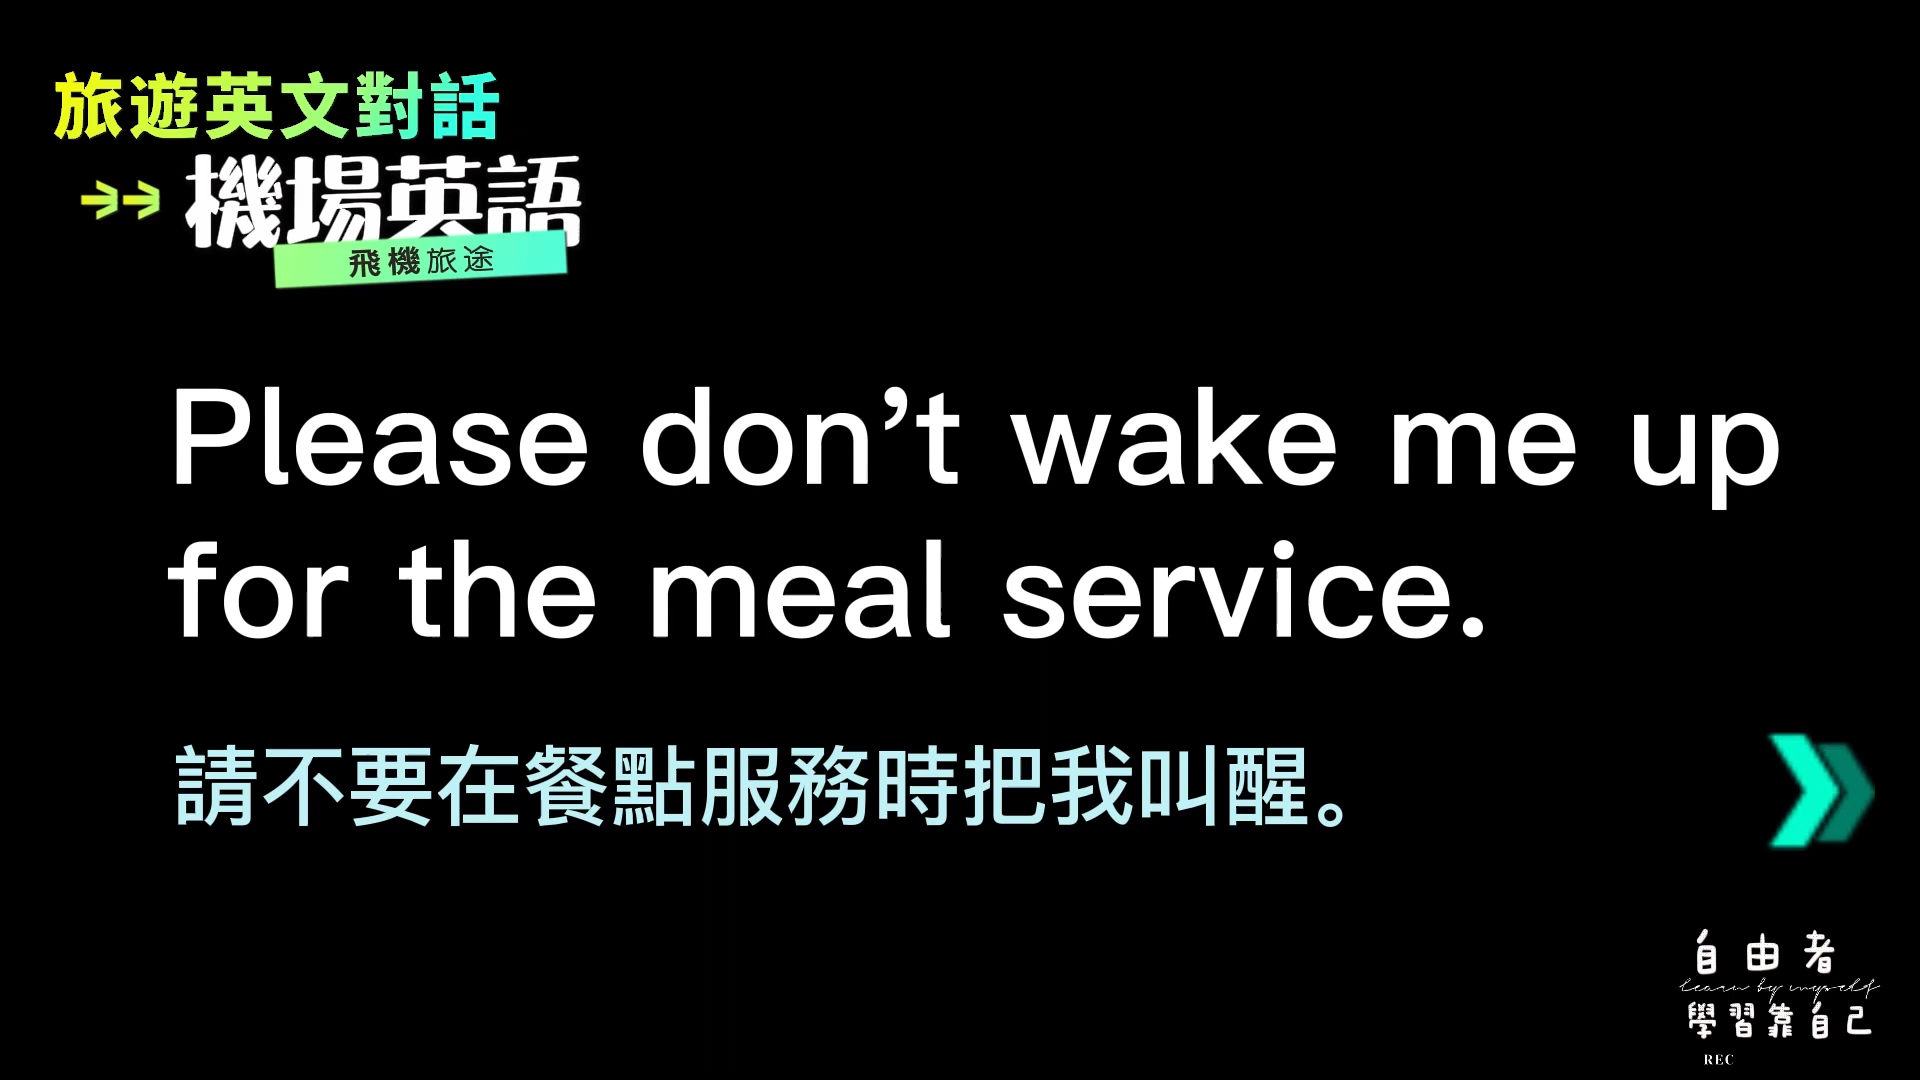 旅遊英文對話
機場英語
飛機旅途
Please don’t wake me up
for the meal service.
請不要在餐點服務時把我叫醒。
自由者
learn by myself
學習靠自己
REC